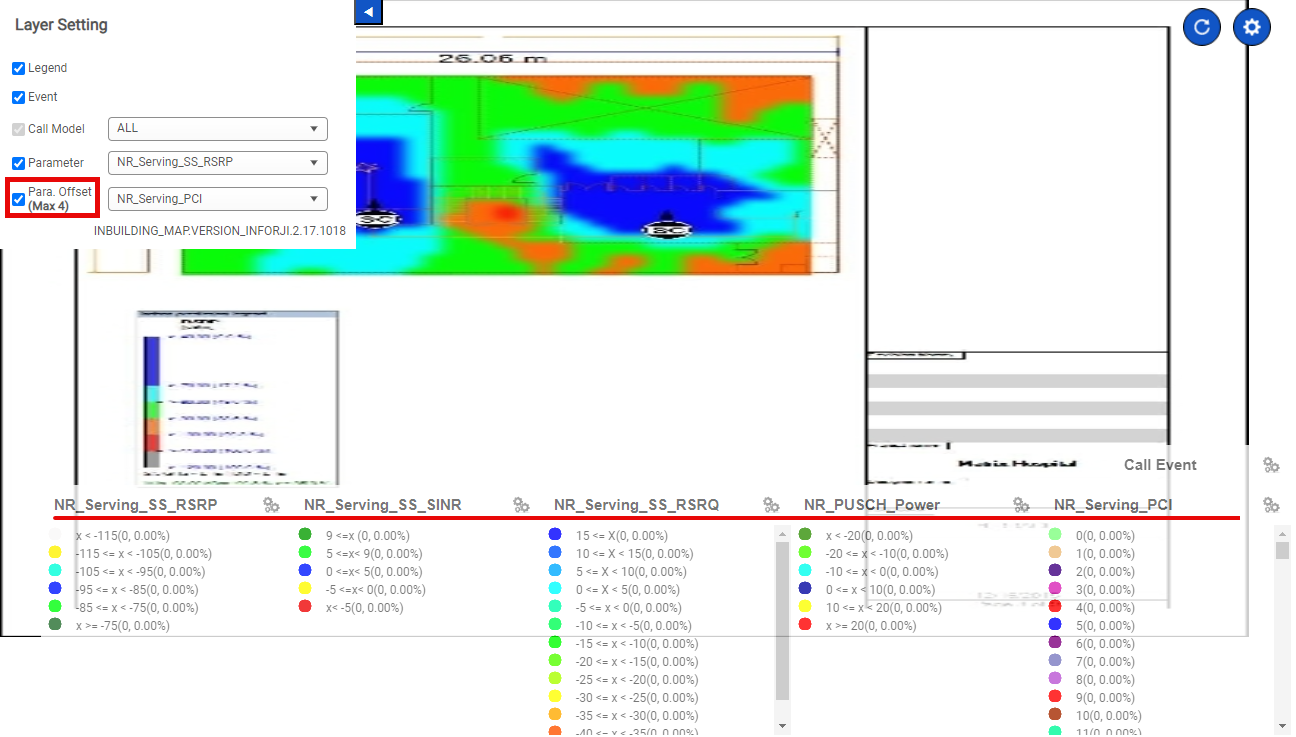 Layer Setting
Legend
Event
Call Model
ALL
Parameter
NR_Serving_SS_RSRP
Para. Offset
(Max 4)
NR_Serving_PCI
INBUILDING_MAP.VERSION_INFORJI.2.17.1018
26.06 m
SC
SC
Matrix Hospital
Call Event
NR_Serving_SS_RSRP
x < -115(0, 0.00%)
-115 <= x < -105(0, 0.00%)
-105 <= x < -95(0, 0.00%)
-95 <= x < -85(0, 0.00%)
-85 <= x < -75(0, 0.00%)
x >= -75(0, 0.00%)
NR_Serving_SS_SINR
9 <=x (0, 0.00%)
5 <=x< 9(0, 0.00%)
0 <=x< 5(0, 0.00%)
-5 <=x< 0(0, 0.00%)
x< -5(0, 0.00%)
NR_Serving_SS_RSRQ
15 <= X(0, 0.00%)
10 <= X < 15(0, 0.00%)
5 <= X < 10(0, 0.00%)
0 <= X < 5(0, 0.00%)
-5 <= x < 0(0, 0.00%)
-10 <= x < -5(0, 0.00%)
-15 <= x < -10(0, 0.00%)
-20 <= x < -15(0, 0.00%)
-25 <= x < -20(0, 0.00%)
-30 <= x < -25(0, 0.00%)
-35 <= x < -30(0, 0.00%)
-40 <= x < -35(0, 0.00%)
NR_PUSCH_Power
x < -20(0, 0.00%)
-20 <= x < -10(0, 0.00%)
-10 <= x < 0(0, 0.00%)
0 <= x < 10(0, 0.00%)
10 <= x < 20(0, 0.00%)
x >= 20(0, 0.00%)
NR_Serving_PCI
0(0, 0.00%)
1(0, 0.00%)
2(0, 0.00%)
3(0, 0.00%)
4(0, 0.00%)
5(0, 0.00%)
6(0, 0.00%)
7(0, 0.00%)
8(0, 0.00%)
9(0, 0.00%)
10(0, 0.00%)
11(0, 0.00%)